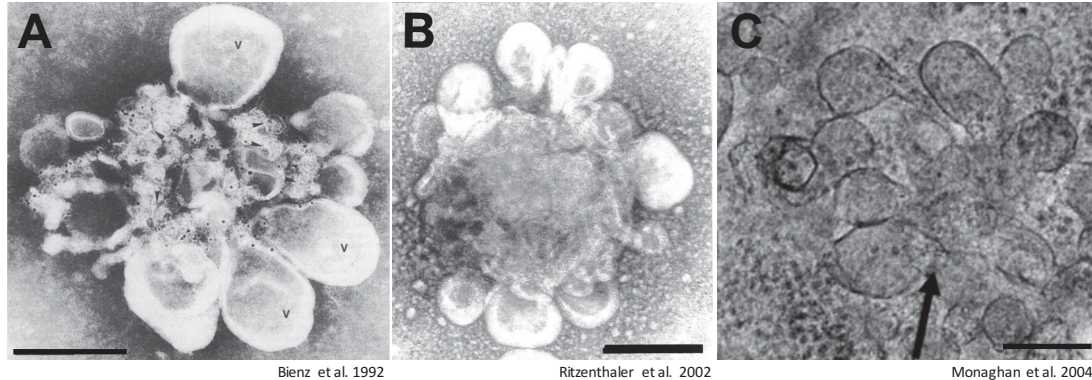 A
B
C
v
v
v
Bienz et al. 1992
Ritzenthaler et al. 2002
Monaghan et al. 2004